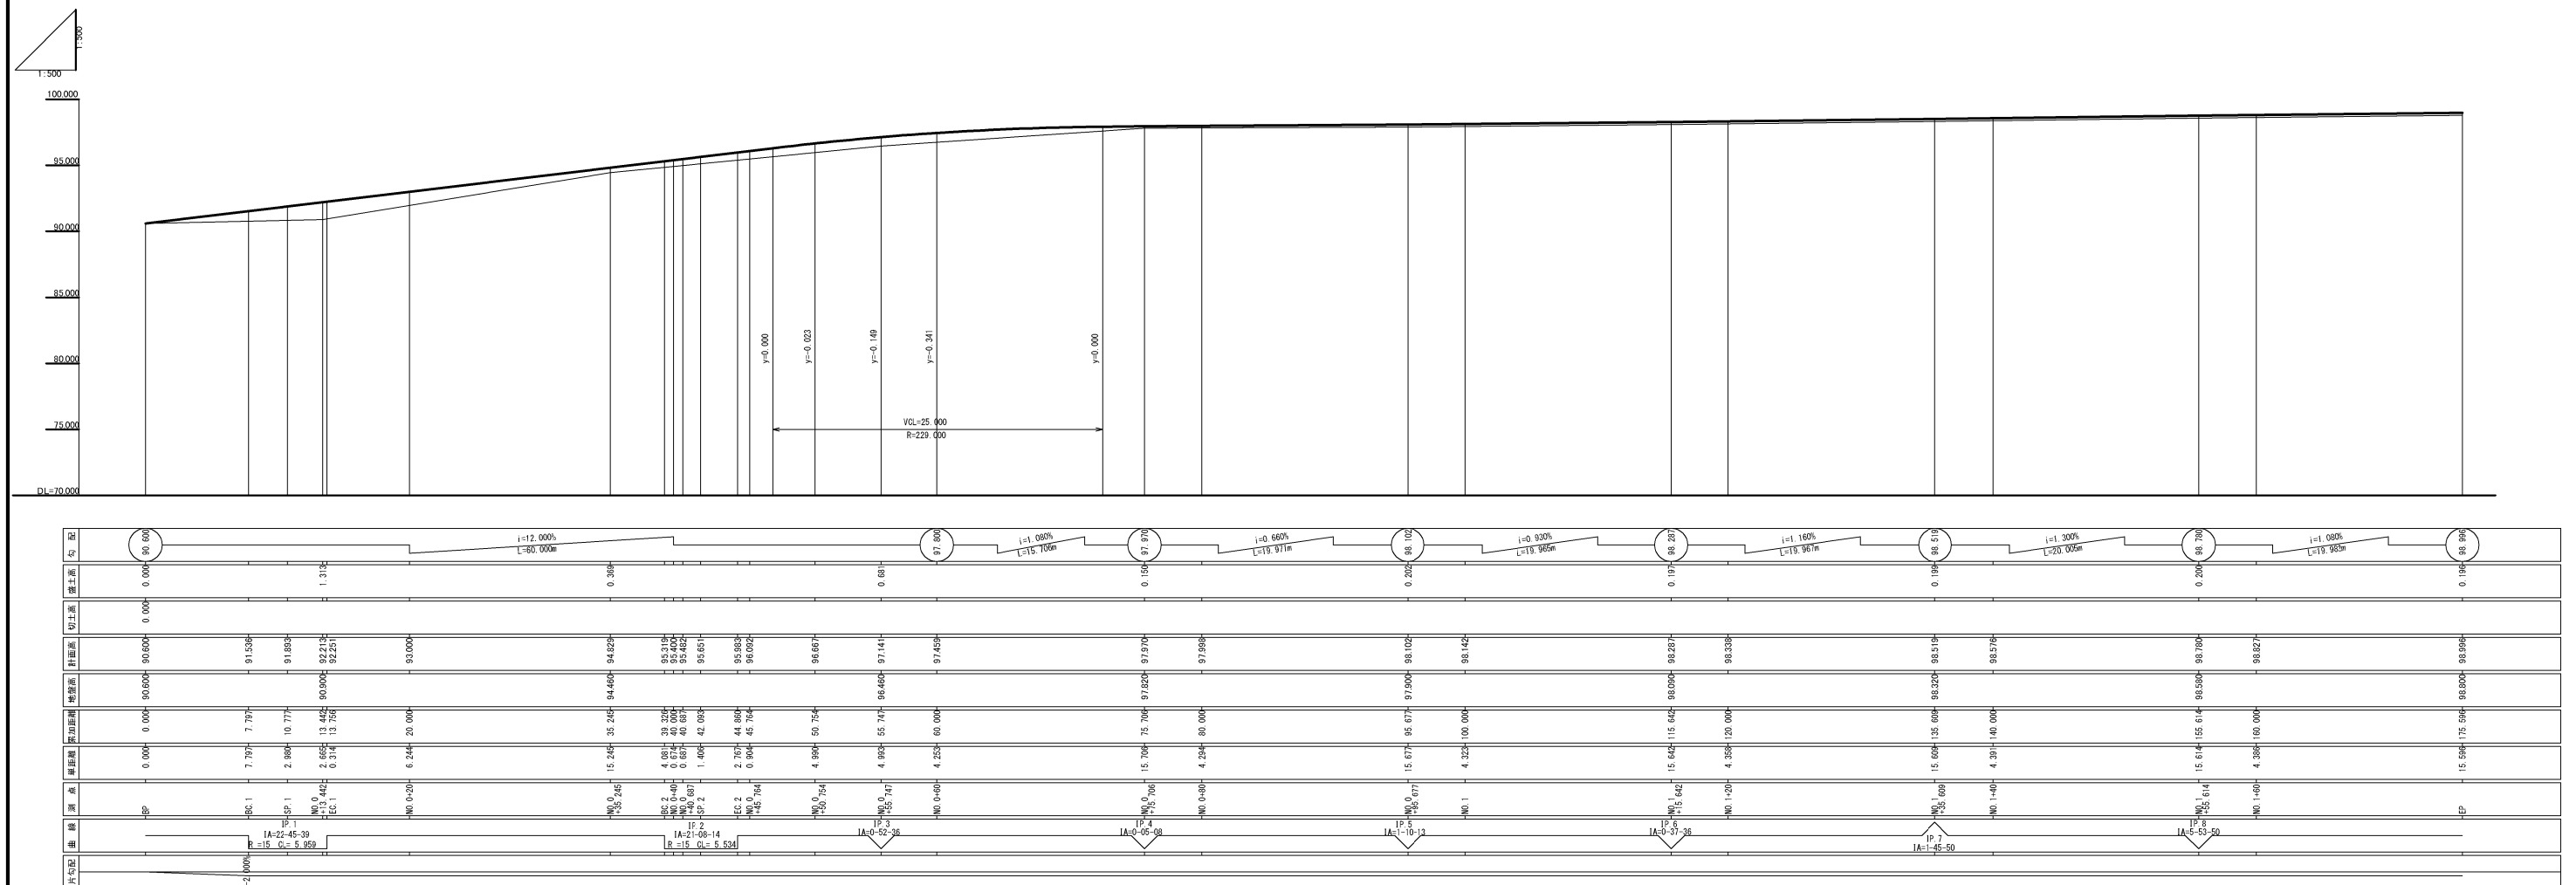 1:500
1:500
100.000
95.000
90.000
85.000
80.000
75.000
DL=70.000
y=0.000
y=-0.023
y=-0.149
y=-0.341
y=0.000
VCL=25.000
R=229.000
勾配
90.600
i=12.000%
L=60.000m
97.800
i=1.080%
L=15.706m
97.970
i=0.660%
L=19.971m
98.102
i=0.930%
L=19.965m
98.287
i=1.160%
L=19.967m
98.519
i=1.300%
L=20.005m
98.780
i=1.080%
L=19.983m
98.996
盛土高
0.000 1.313 0.369 0.681 0.150 0.202 0.197 0.199 0.200 0.196
切土高
0.000
計画高
90.600 91.536 91.893 92.213 92.251 93.000 94.829 95.319 95.400 95.482 95.651 95.983 96.092 96.667 97.141 97.459 97.970 97.998 98.102 98.142 98.287 98.338 98.519 98.576 98.780 98.827 98.996
地盤高
90.600 90.900 94.460 96.460 97.820 97.900 98.090 98.320 98.580 98.800
累加距離
0.000 7.797 10.777 13.442 13.756 20.000 35.245 39.326 40.000 40.687 42.093 44.860 45.764 50.754 55.747 60.000 75.706 80.000 95.677 100.000 115.642 120.000 135.609 140.000 155.614 160.000 175.596
単距離
0.000 7.797 2.980 2.665 0.314 6.244 15.245 4.081 0.674 0.687 1.406 2.767 0.904 4.990 4.993 4.253 15.706 4.294 15.677 4.323 15.642 4.358 15.609 4.391 15.614 4.386 15.596
測点
BP
BC.1
SP.1
NO.0
+13.442
EC.1
NO.0+20
NO.0
+35.245
BC.2
NO.0+40
NO.0
+40.687
SP.2
EC.2
NO.0
+45.764
NO.0
+50.754
NO.0
+55.747
NO.0+60
NO.0
+75.706
NO.0+80
NO.0
+95.677
NO.1
NO.1
+15.642
NO.1+20
NO.1
+35.609
NO.1+40
NO.1
+55.614
NO.1+60
EP
曲線
IP.1
IA=22-45-39
R =15 CL= 5.959
IP.2
IA=21-08-14
R =15 CL= 5.534
IP.3
IA=0-52-36
IP.4
IA=0-05-08
IP.5
IA=1-10-13
IP.6
IA=0-37-36
IP.7
IA=1-45-50
IP.8
IA=5-53-50
片勾配
-2.000%